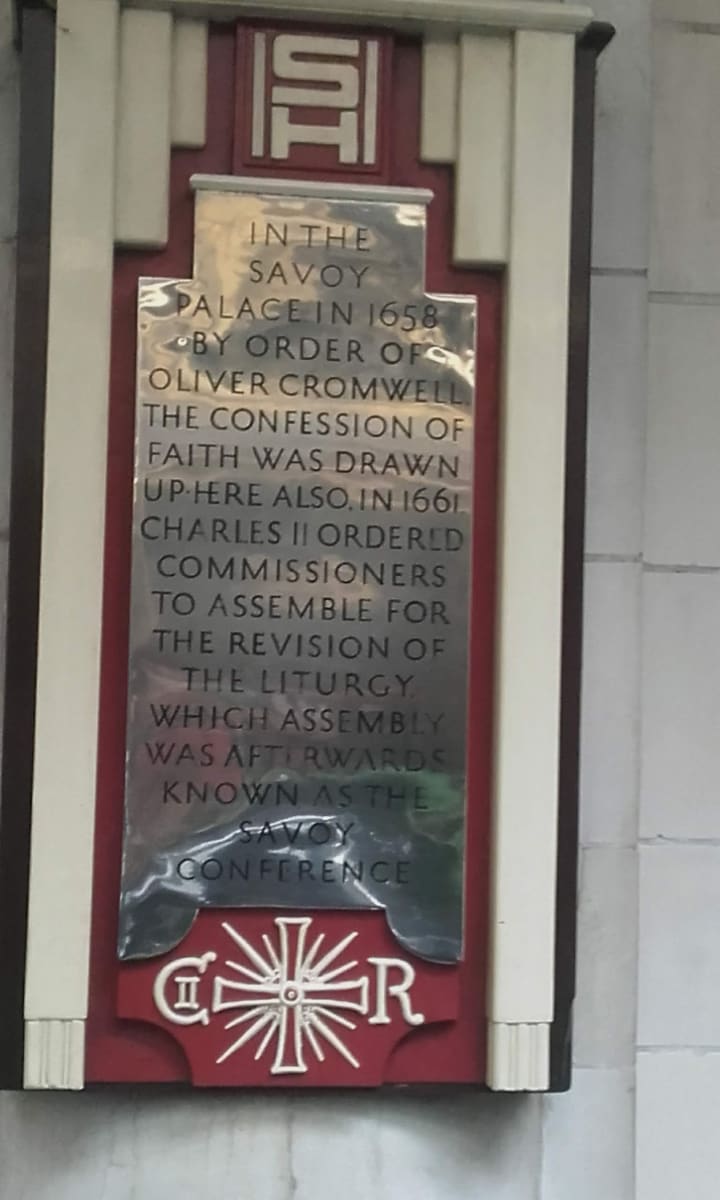 SH
IN THE
SAVOY
PALACE IN 1658
BY ORDER OF
OLIVER CROMWELL,
THE CONFESSION OF
FAITH WAS DRAWN
UP·HERE ALSO, IN 1661
CHARLES II ORDERED
COMMISSIONERS
TO ASSEMBLE FOR
THE REVISION OF
THE LITURGY,
WHICH ASSEMBLY
WAS AFTERWARDS
KNOWN AS THE
SAVOY
CONFERENCE
C II R